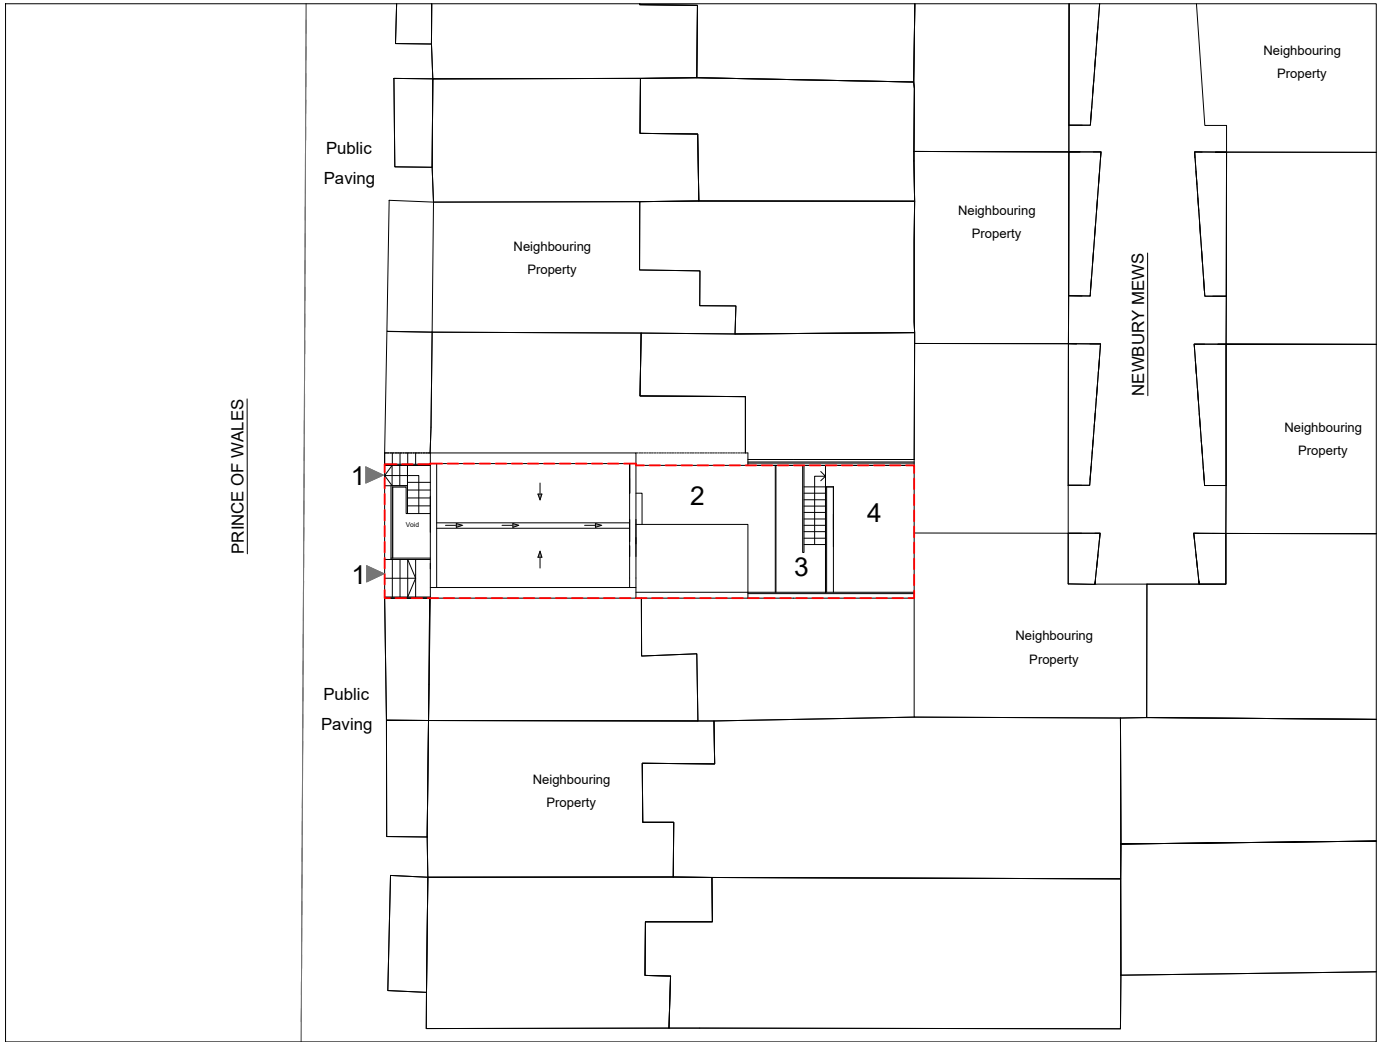 Neighbouring
Property
Public
Paving
Neighbouring
Property
Neighbouring
Property
NEWBURY MEWS
PRINCE OF WALES
Neighbouring
Property
1
2
4
Void
3
1
Neighbouring
Property
Public
Paving
Neighbouring
Property